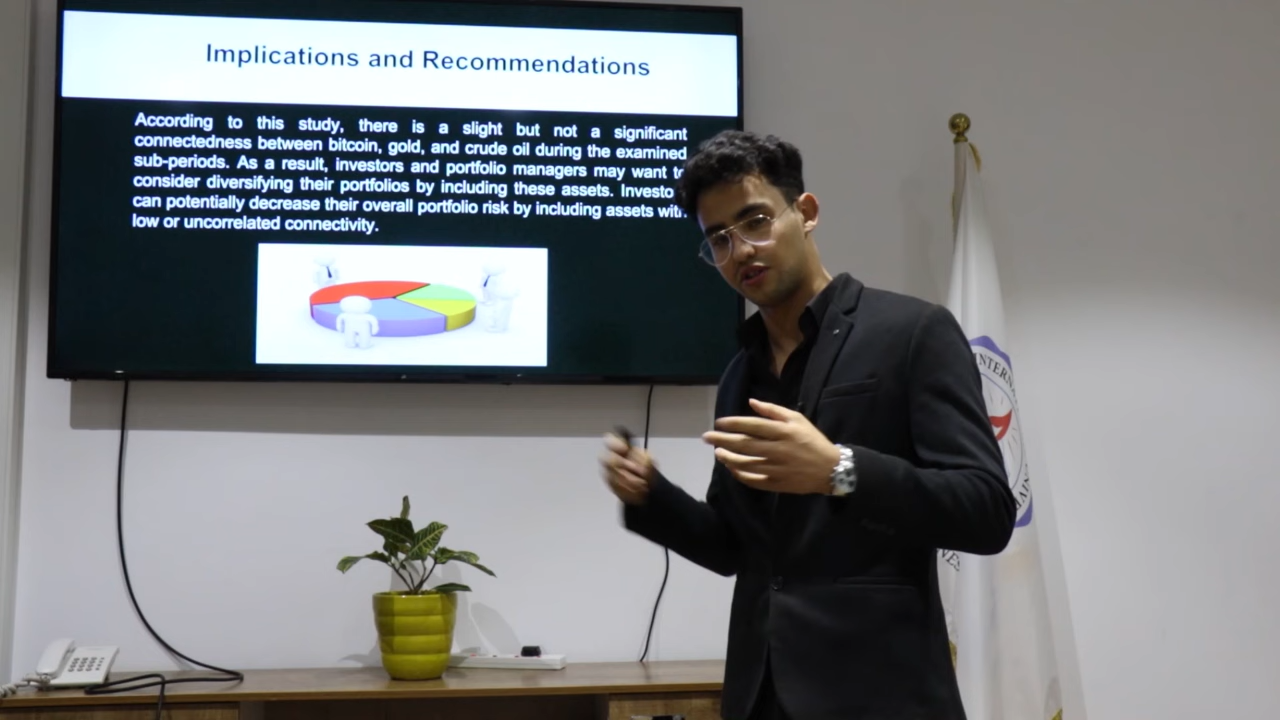 Implications and Recommendations
According to this study, there is a slight but not a significant
connectedness between bitcoin, gold, and crude oil during the examined
sub-periods. As a result, investors and portfolio managers may want
consider diversifying their portfolios by including these assets.
can potentially decrease their overall portfolio risk by including assets
low or uncorrelated connectivity.